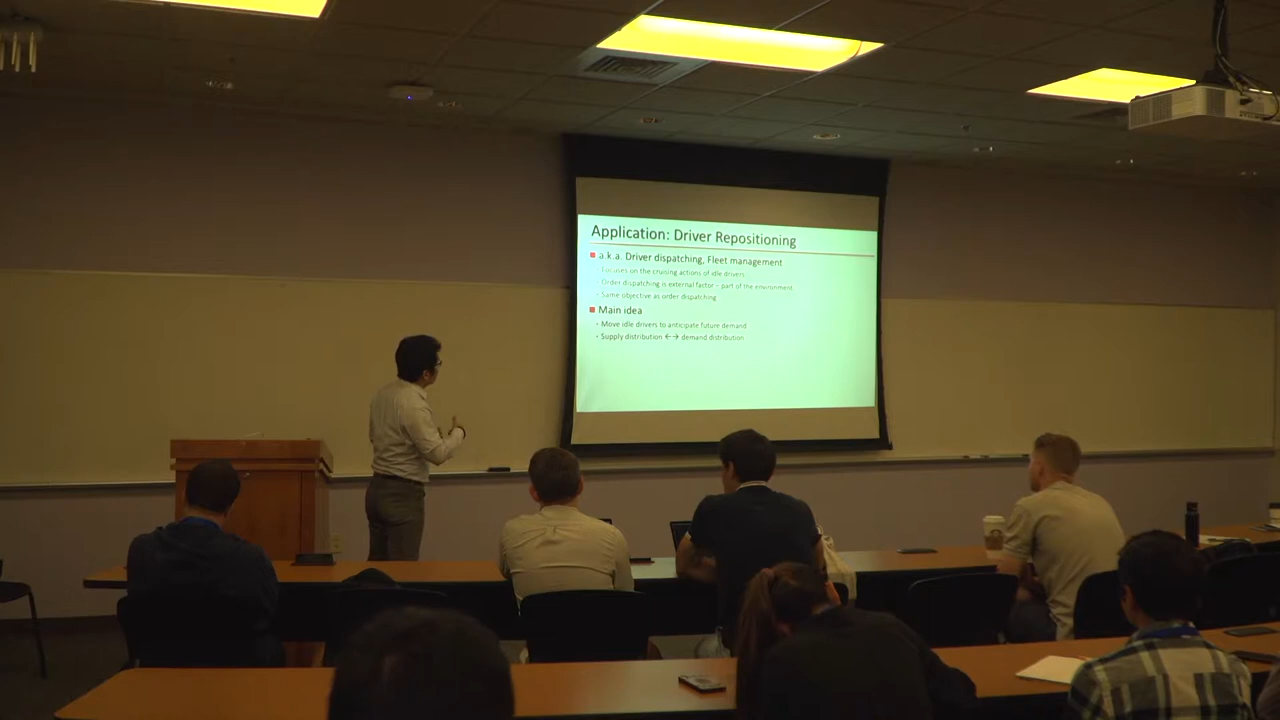 Application: Driver Repositioning
a.k.a. Driver dispatching, Fleet management
Focuses on the cruising actions of idle drivers
Order dispatching is external factor – part of the environment
Same objective as order dispatching
Main idea
Move idle drivers to anticipate future demand
Supply distribution ←→ demand distribution